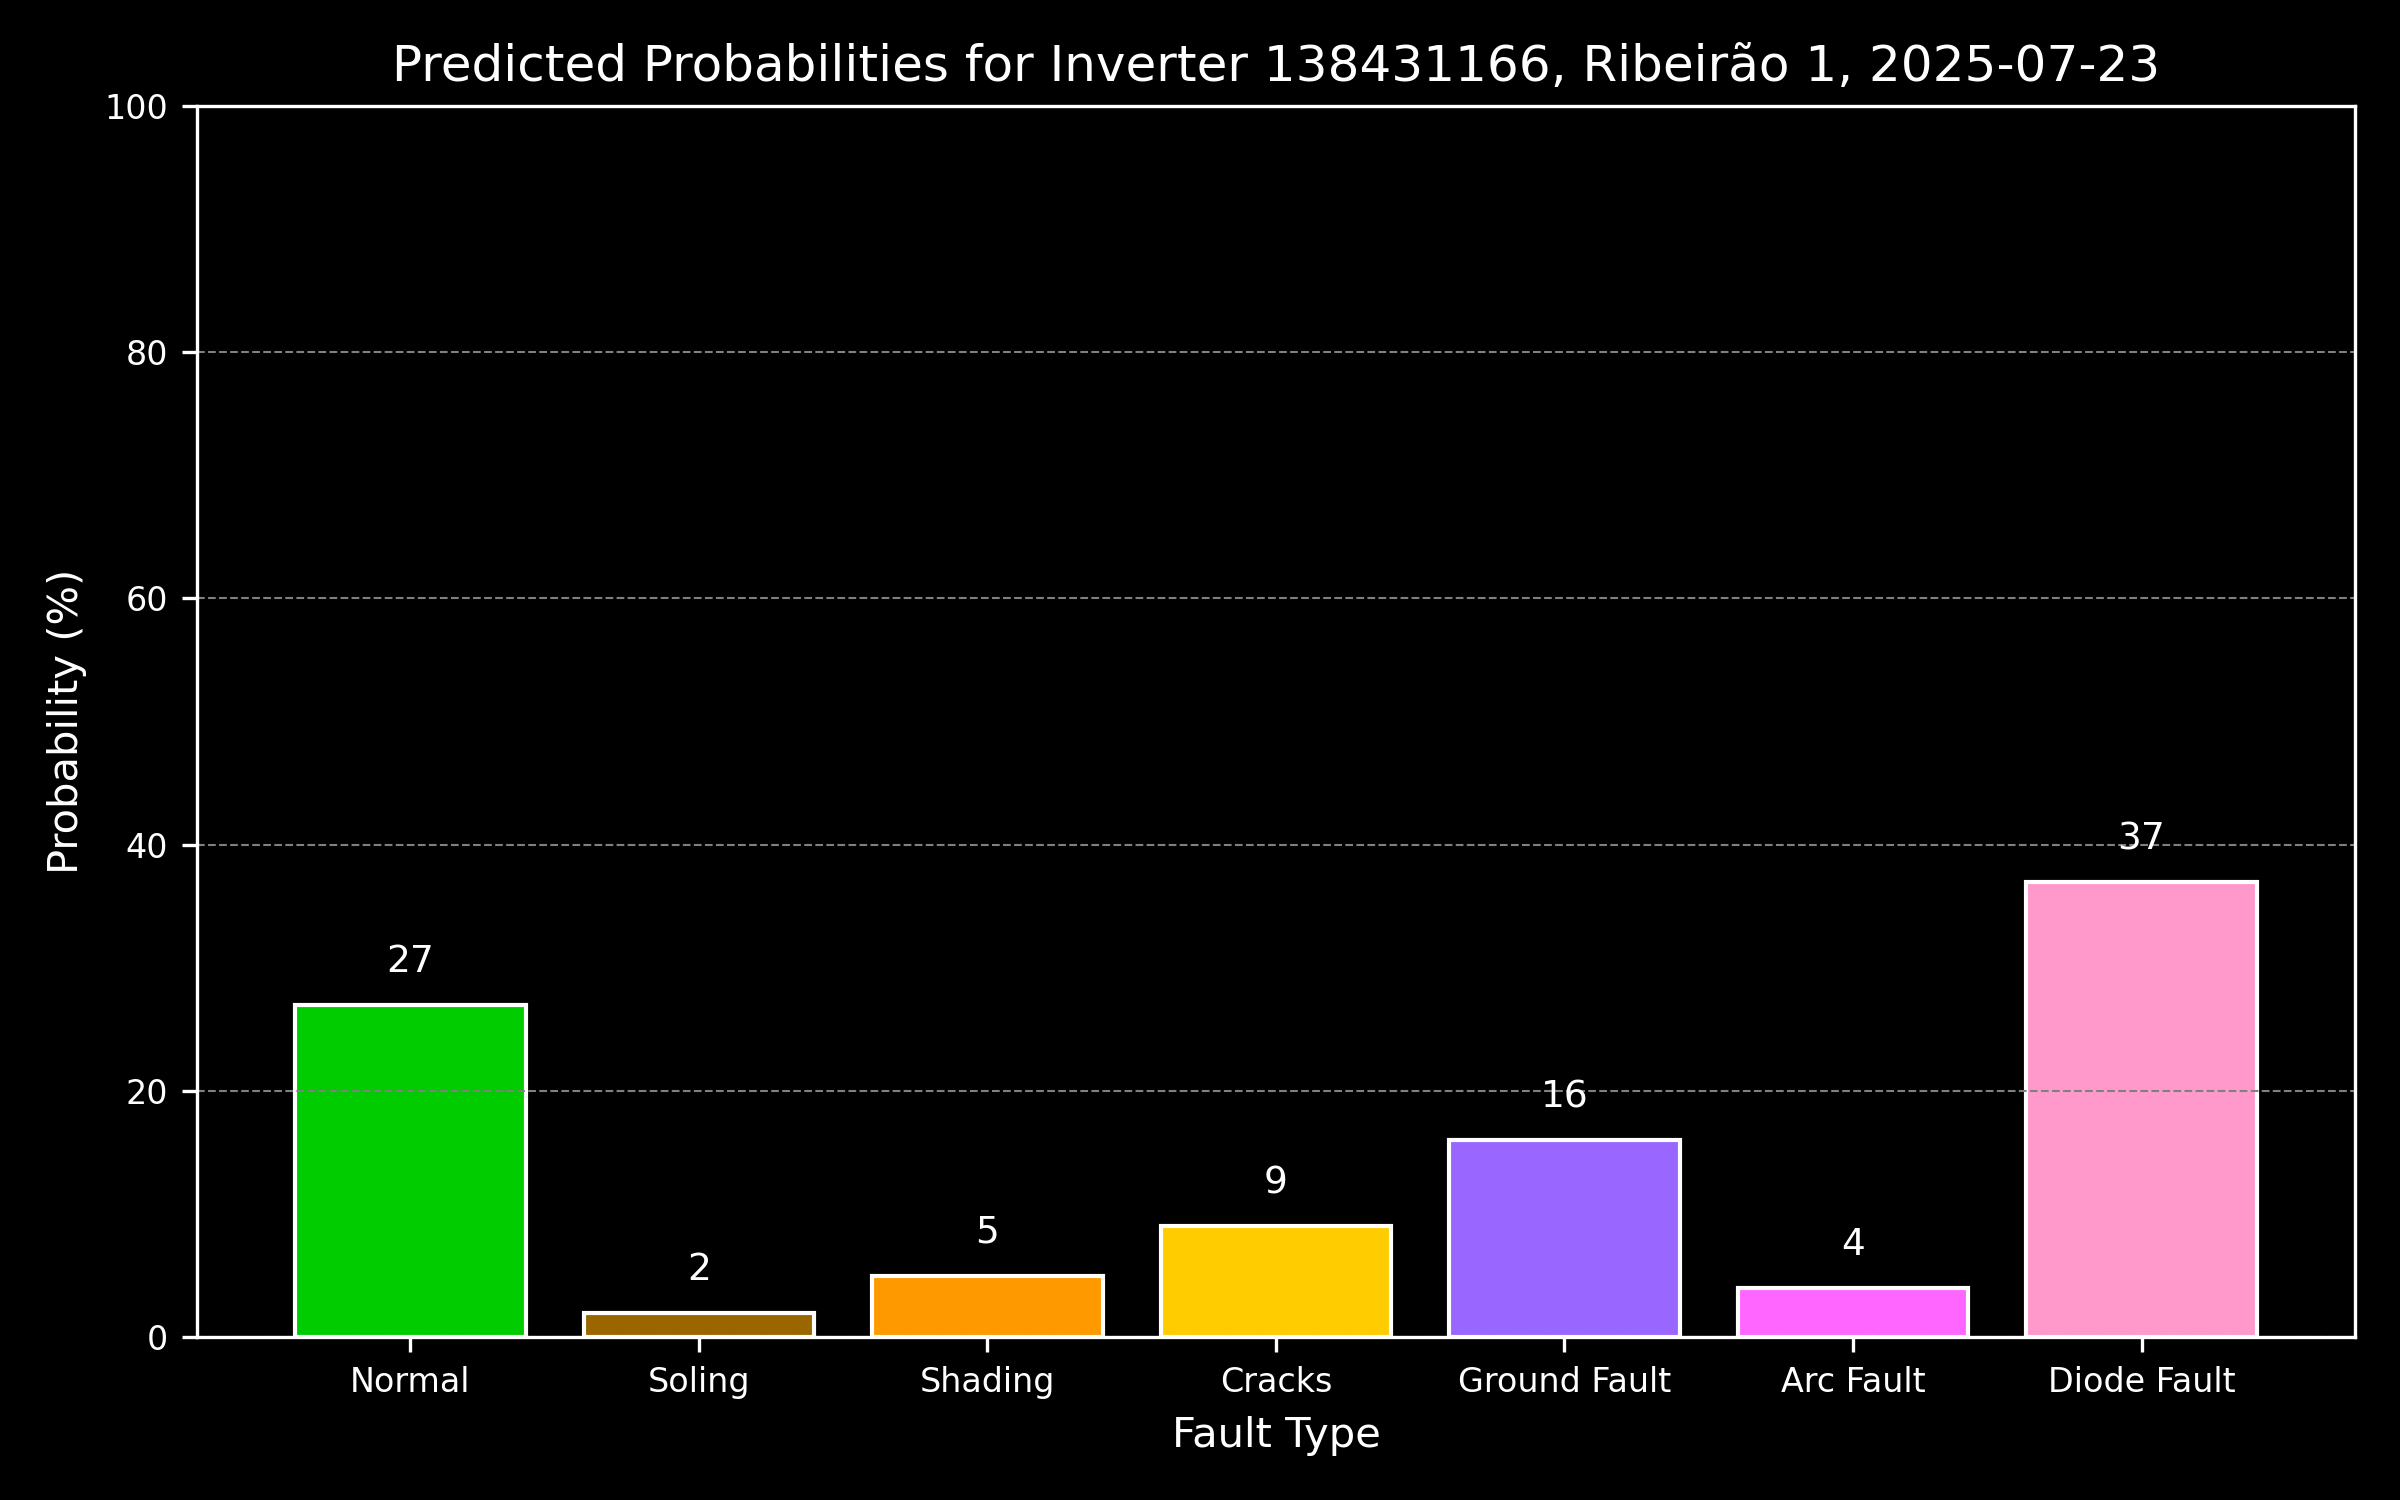 Predicted Probabilities for Inverter 138431166, Ribeirão 1, 2025-07-23
Probability (%)
100
80
60
40
20
0
27
2
5
9
16
4
37
Normal
Soling
Shading
Cracks
Ground Fault
Arc Fault
Diode Fault
Fault Type